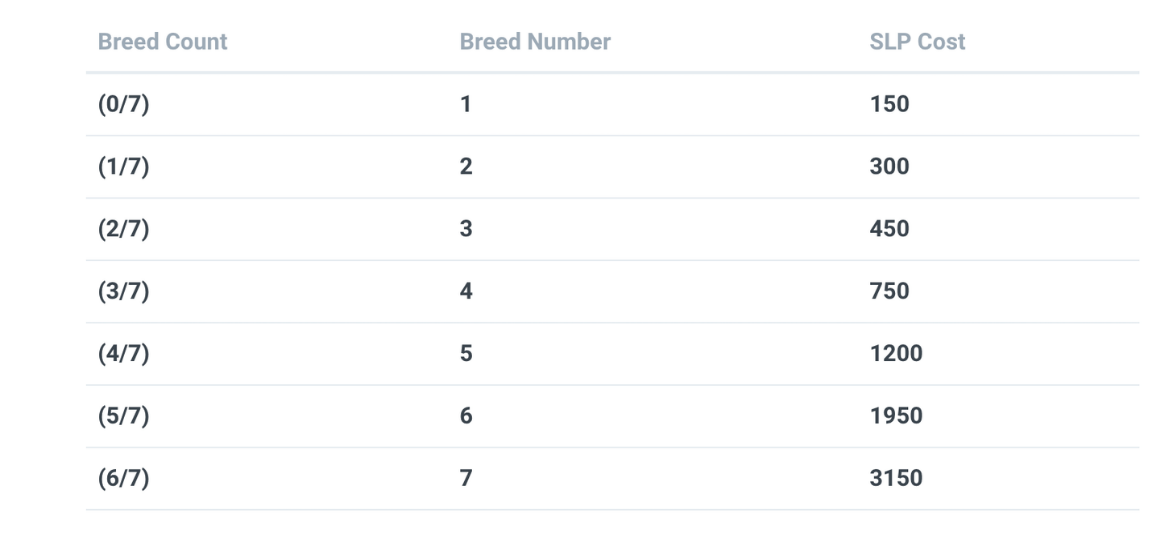 Breed Count Breed Number SLP Cost
(0/7) 1 150
(1/7) 2 300
(2/7) 3 450
(3/7) 4 750
(4/7) 5 1200
(5/7) 6 1950
(6/7) 7 3150